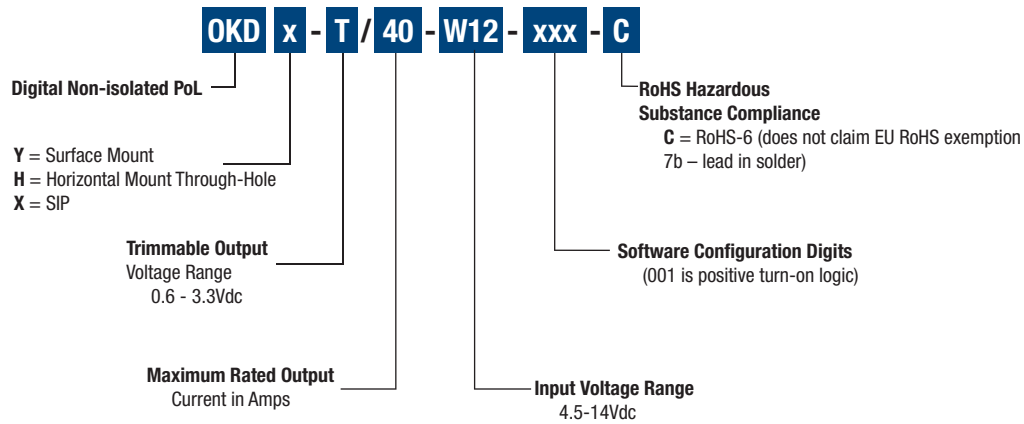 OKD x - T / 40 - W12 - xxx - C
Digital Non-isolated PoL
Y = Surface Mount
H = Horizontal Mount Through-Hole
X = SIP
Trimmable Output
Voltage Range
0.6 - 3.3Vdc
Maximum Rated Output
Current in Amps
Input Voltage Range
4.5-14Vdc
Software Configuration Digits
(001 is positive turn-on logic)
RoHS Hazardous
Substance Compliance
C = RoHS-6 (does not claim EU RoHS exemption
7b – lead in solder)